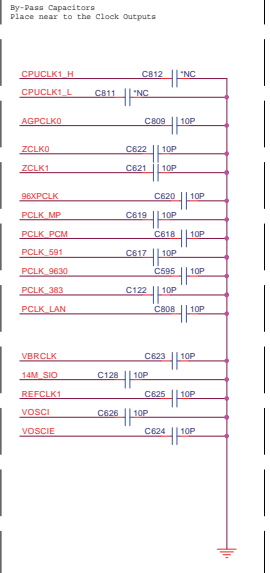 By-Pass Capacitors
Place near to the Clock Outputs
CPUCLK1_H C812 *NC
CPUCLK1_L C811 *NC
AGPCLK0 C809 10P
ZCLK0 C622 10P
ZCLK1 C621 10P
96XPCLK C620 10P
PCLK_MP C619 10P
PCLK_PCM C618 10P
PCLK_591 C617 10P
PCLK_9630 C595 10P
PCLK_383 C122 10P
PCLK_LAN C808 10P
VBRCLK C623 10P
14M_SIO C128 10P
REFCLK1 C625 10P
VOSCI C626 10P
VOSCIE C624 10P